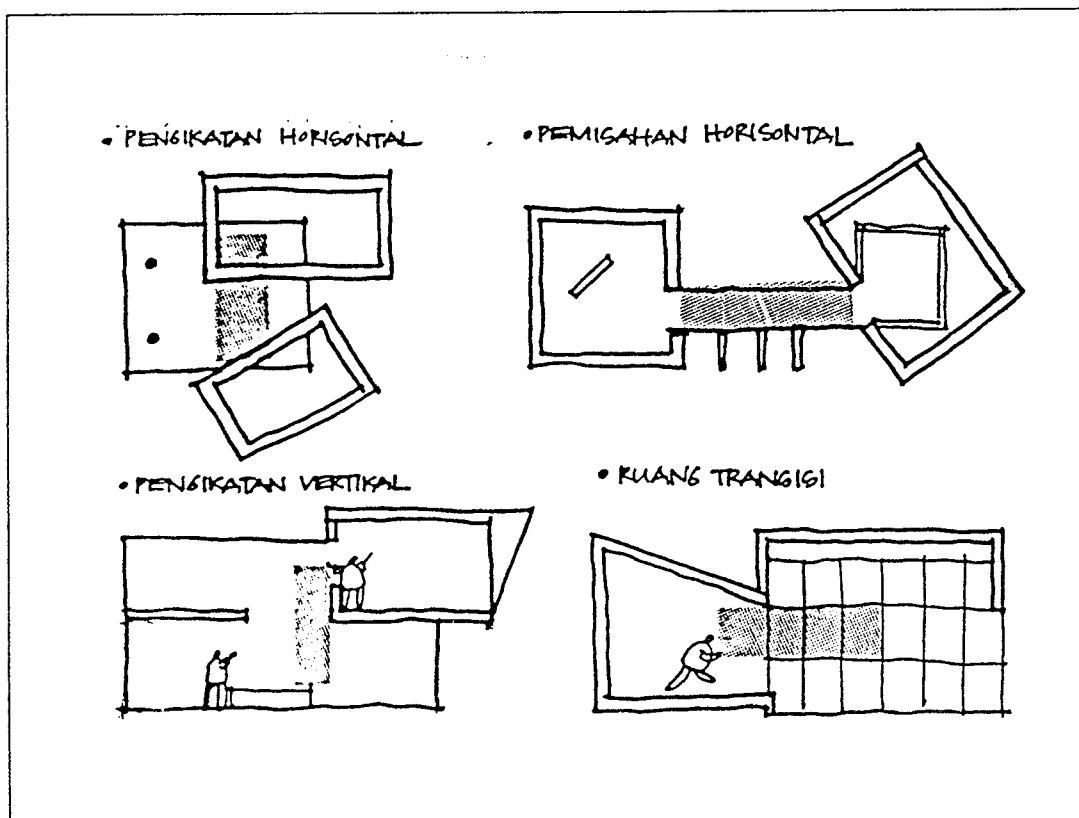 • PENGIKATAN HORISONTAL
• PEMISAHAN HORISONTAL
• PENGIKATAN VERTIKAL
• RUANG TRANSISI